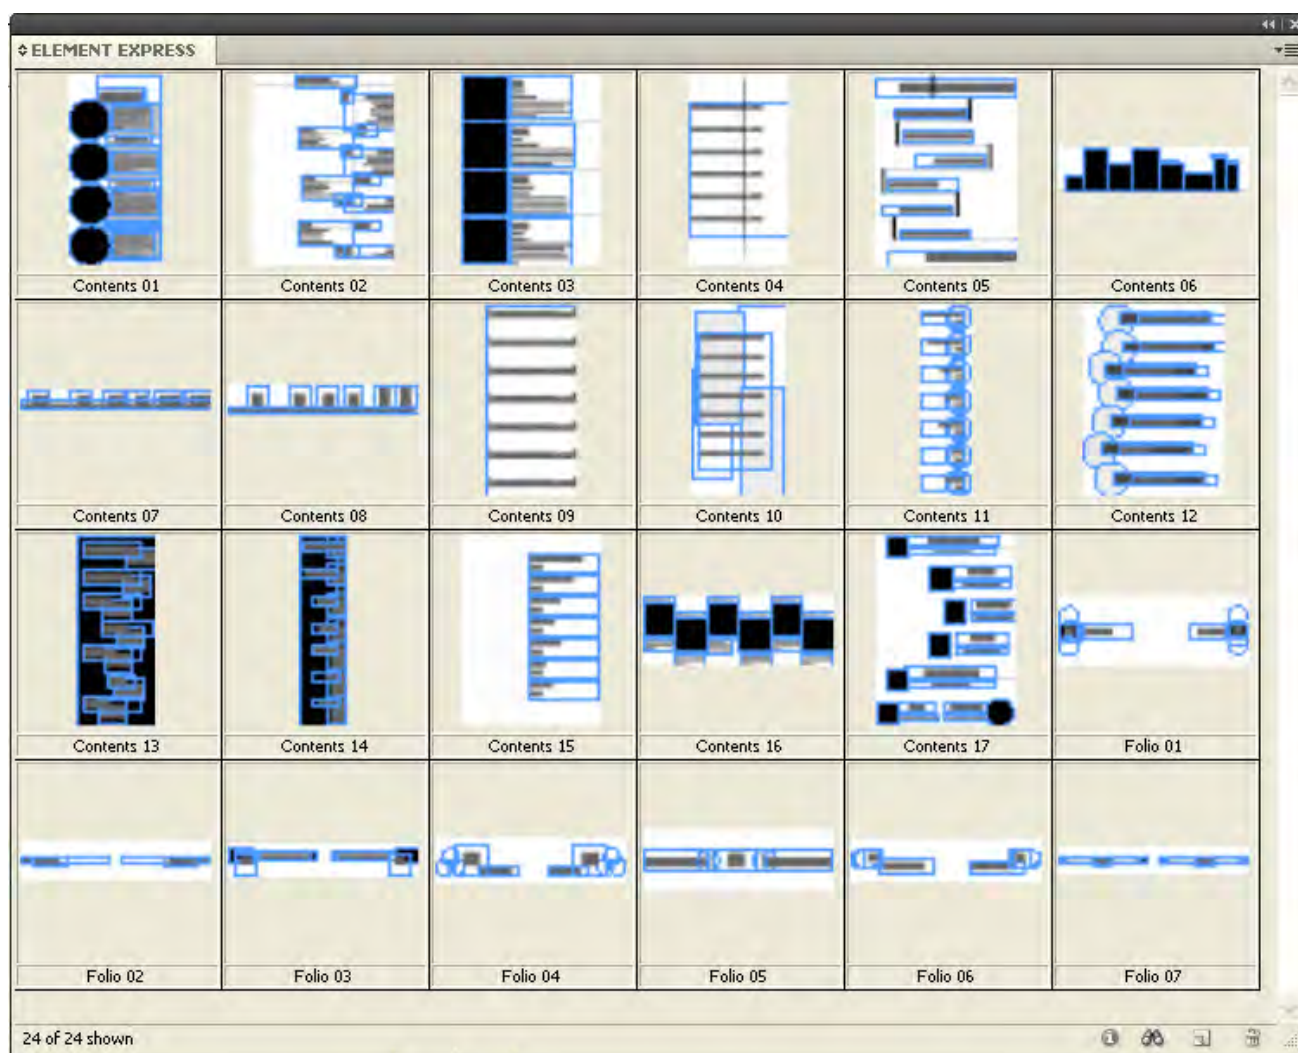 ELEMENT EXPRESS
Contents 01
Contents 02
Contents 03
Contents 04
Contents 05
Contents 06
Contents 07
Contents 08
Contents 09
Contents 10
Contents 11
Contents 12
Contents 13
Contents 14
Contents 15
Contents 16
Contents 17
Folio 01
Folio 02
Folio 03
Folio 04
Folio 05
Folio 06
Folio 07
24 of 24 shown